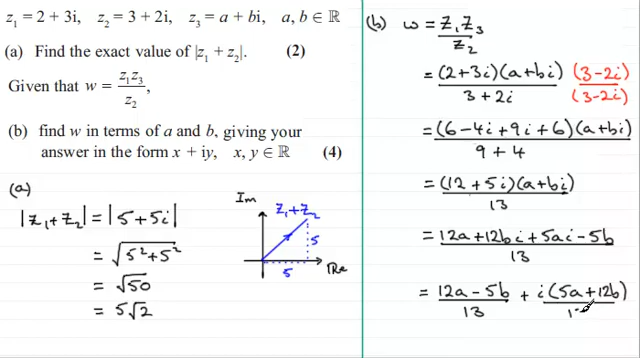 z₁ = 2 + 3i, z₂ = 3 + 2i, z₃ = a + bi, a, b ∈ ℝ
(a) Find the exact value of |z₁ + z₂|. (2)
Given that w = z₁z₃/z₂,
(b) find w in terms of a and b, giving your
answer in the form x + iy, x, y ∈ ℝ (4)
(a)
|z₁+z₂| = |5+5i|
= √(5²+5²)
= √50
= 5√2
Im
z₁+z₂
5
5
Re
(b) w = z₁z₃/z₂
= (2+3i)(a+bi)/(3+2i) (3-2i)/(3-2i)
= (6-4i+9i+6)(a+bi)/(9+4)
= (12+5i)(a+bi)/13
= (12a+12bi+5ai-5b)/13
= (12a-5b)/13 + i(5a+12b)/1